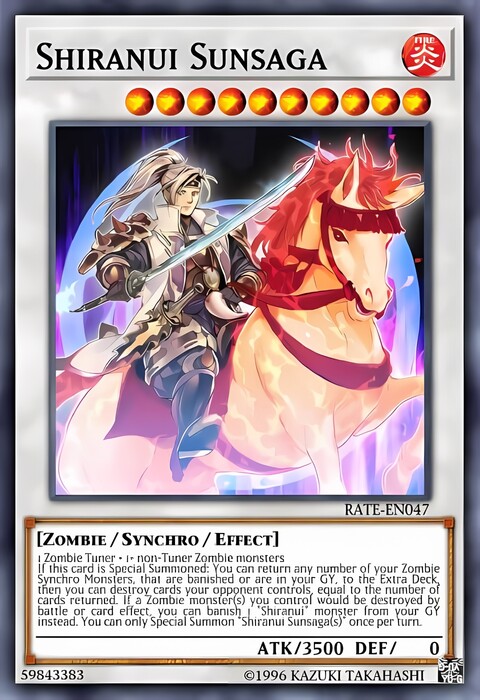 SHIRANUI SUNSAGA
FIRE
炎
RATE-EN047
[ZOMBIE / SYNCHRO / EFFECT]
1 Zombie Tuner + 1+ non-Tuner Zombie monsters
If this card is Special Summoned: You can return any number of your Zombie
Synchro Monsters, that are banished or are in your GY, to the Extra Deck,
then you can destroy cards your opponent controls, equal to the number of
cards returned. If a Zombie monster(s) you control would be destroyed by
battle or card effect, you can banish 1 "Shiranui" monster from your GY
instead. You can only Special Summon "Shiranui Sunsaga(s)" once per turn.
ATK/3500 DEF/ 0
59843383
©1996 KAZUKI TAKAHASHI